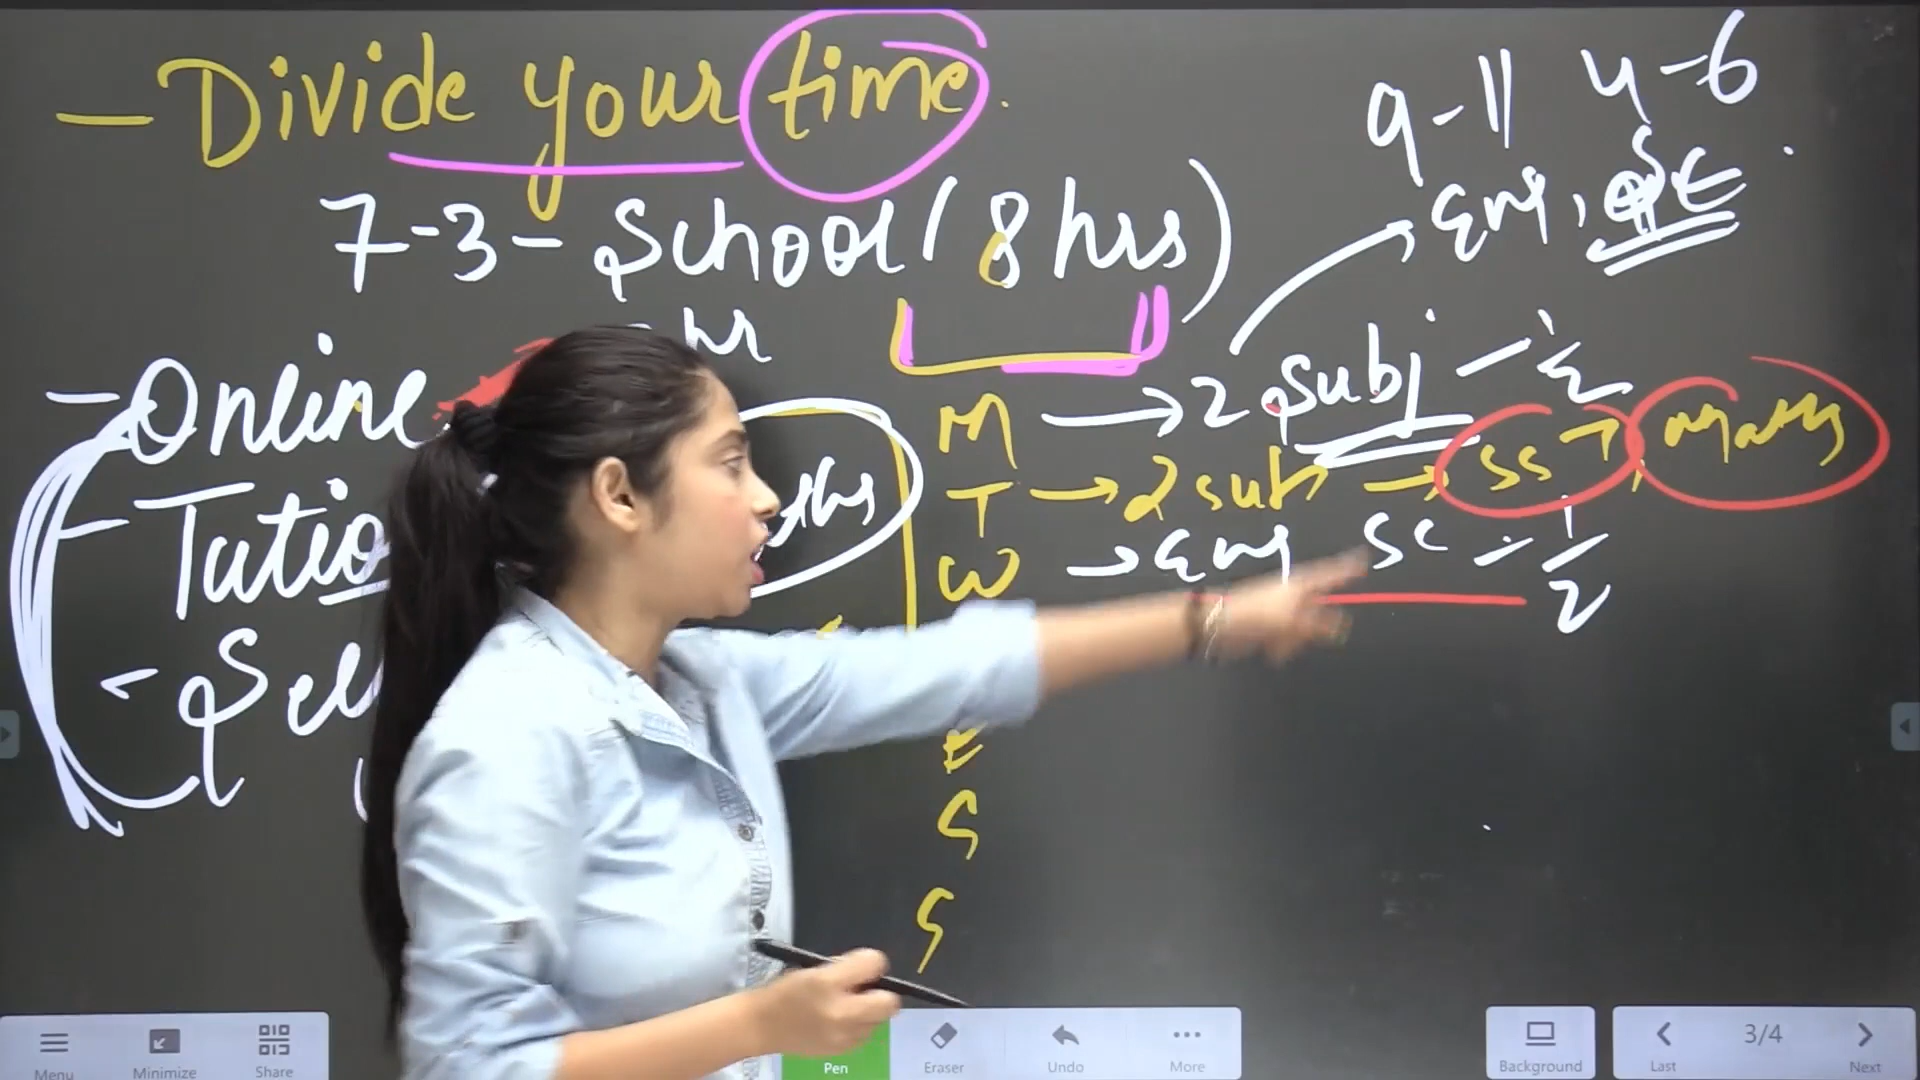 - Divide your time.
9-11 4-6
7-3- School (8 hrs)
Eng, SC
hr
- Online
M → 2 Subj - 1/2
T → 2 sub → SS, Maths
- Tutio
W → Eng SC - 1/2
- Sel
S
S
Menu Minimize Share Pen Eraser Undo More Background Last 3/4 Next